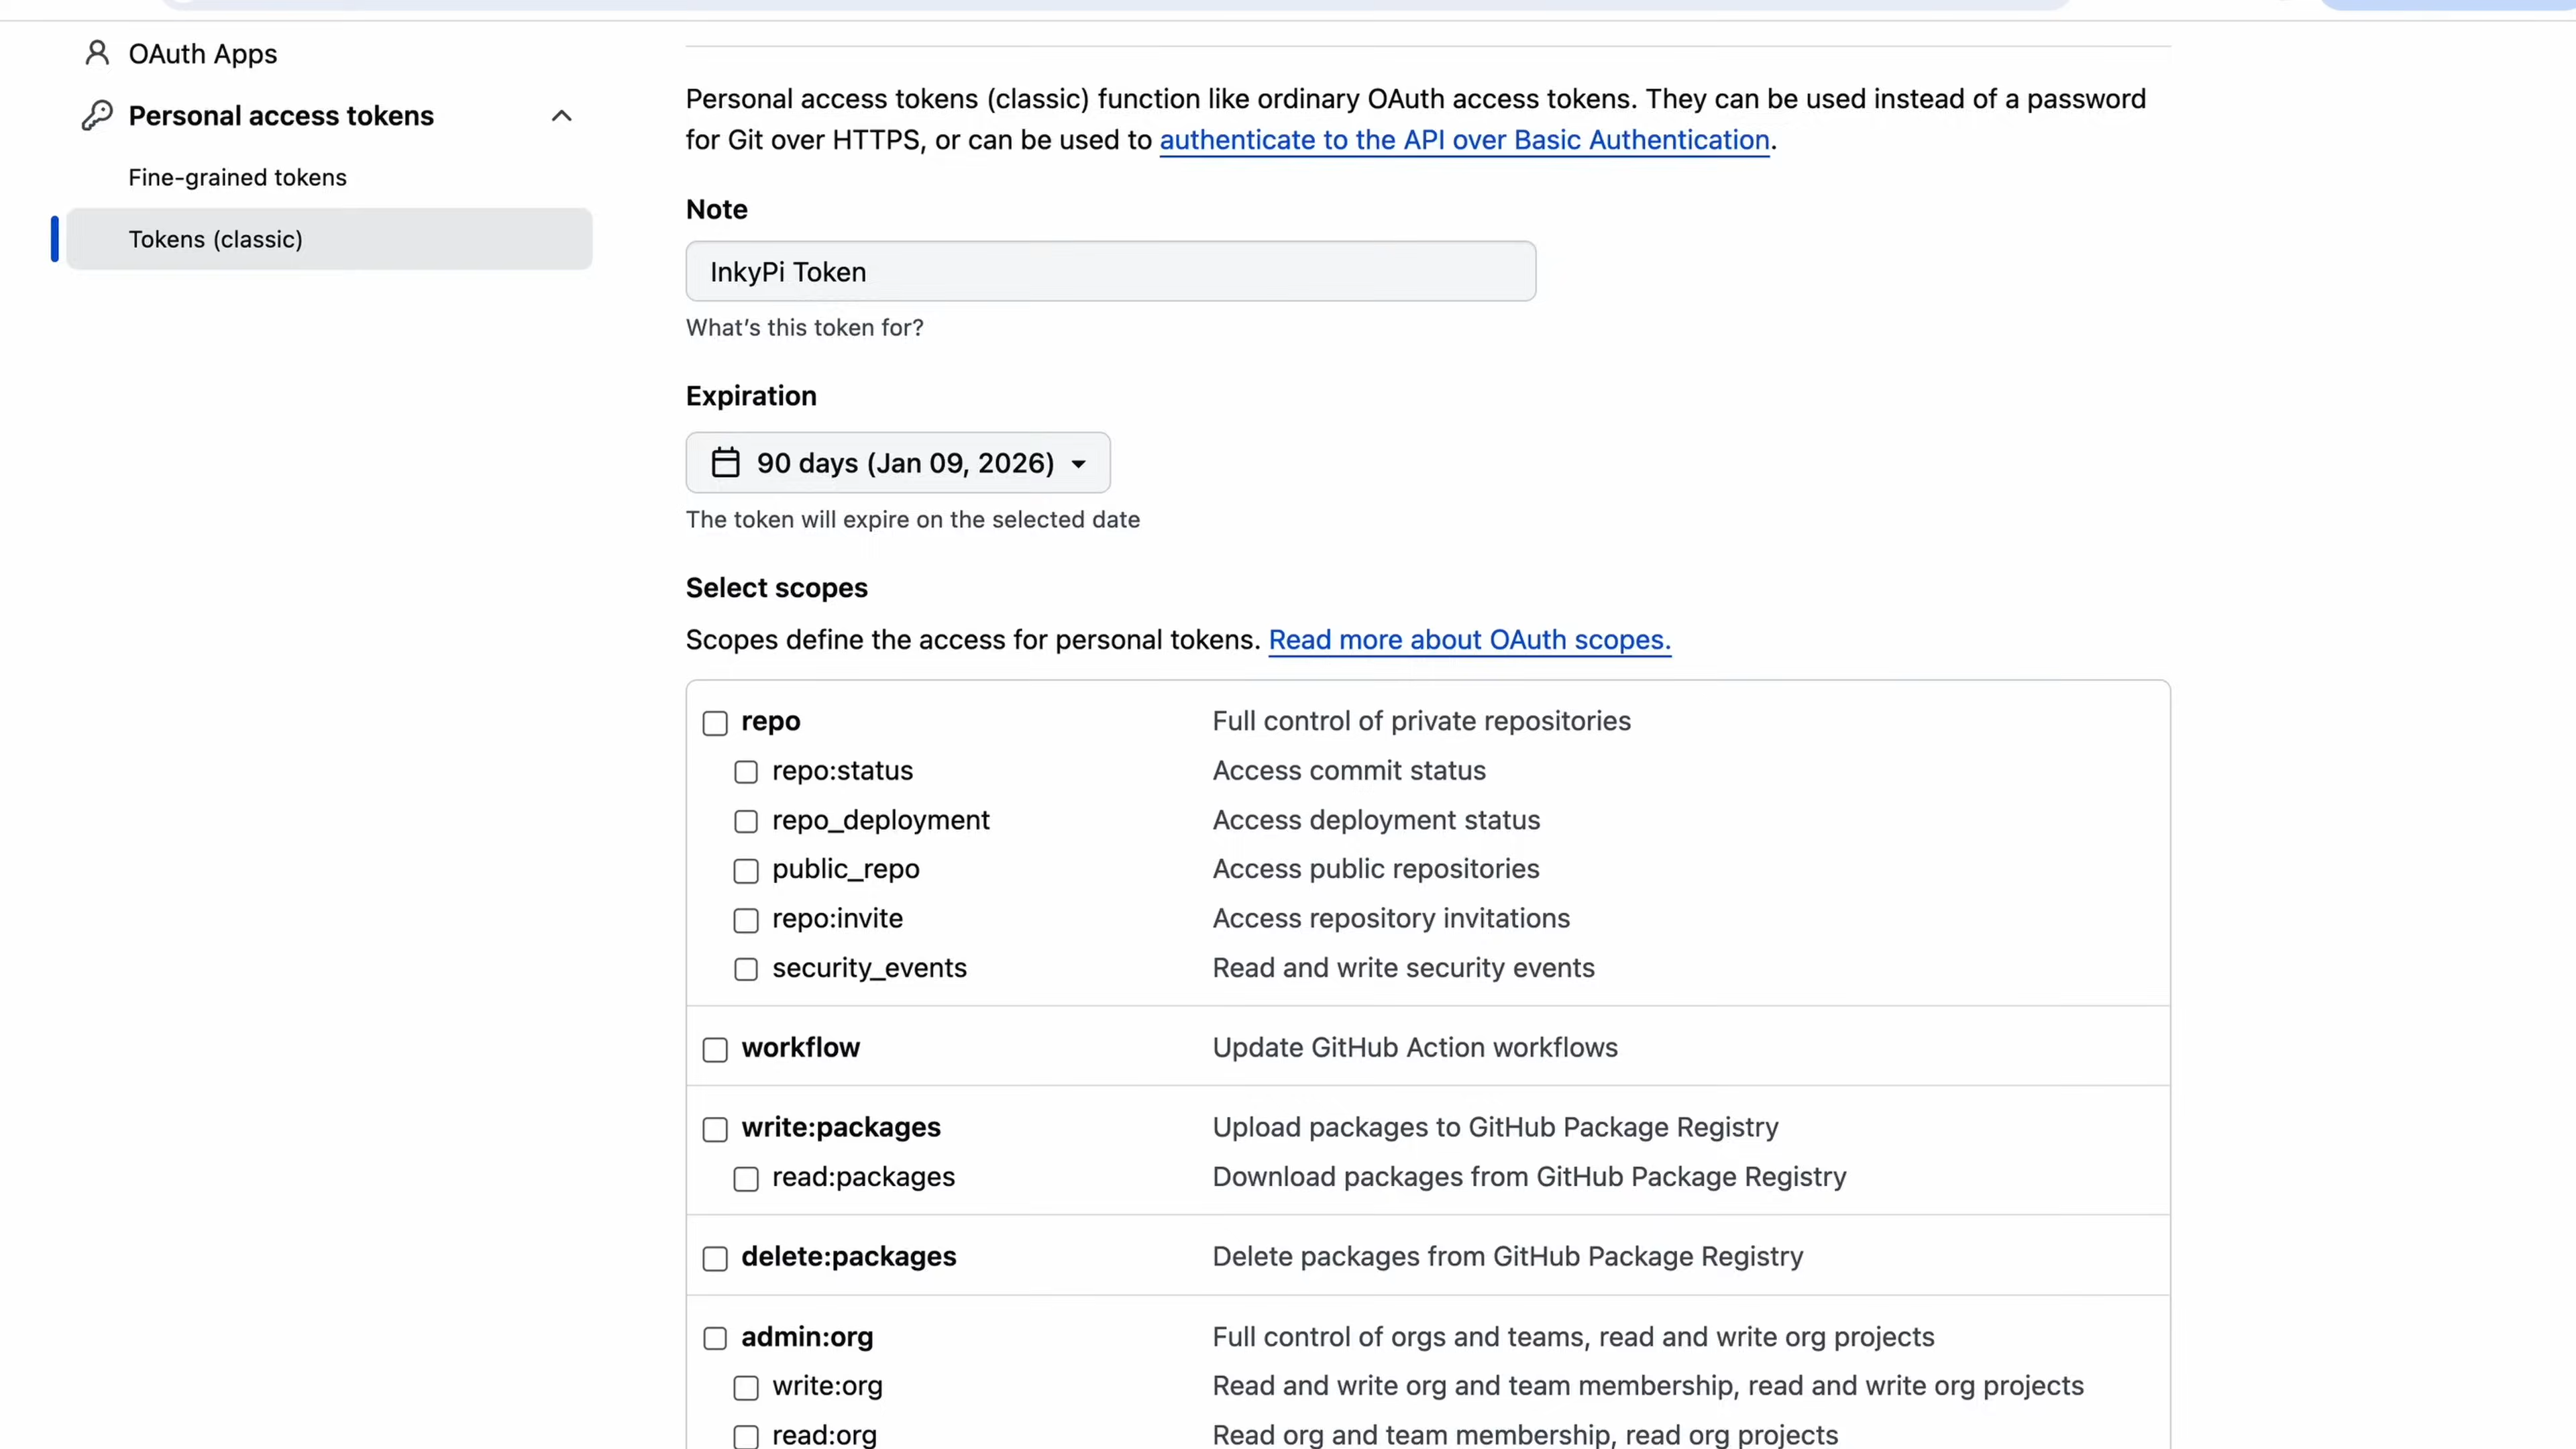 OAuth Apps
Personal access tokens
Fine-grained tokens
Tokens (classic)
Personal access tokens (classic) function like ordinary OAuth access tokens. They can be used instead of a password
for Git over HTTPS, or can be used to authenticate to the API over Basic Authentication.
Note
InkyPi Token
What's this token for?
Expiration
90 days (Jan 09, 2026)
The token will expire on the selected date
Select scopes
Scopes define the access for personal tokens. Read more about OAuth scopes.
repo Full control of private repositories
repo:status Access commit status
repo_deployment Access deployment status
public_repo Access public repositories
repo:invite Access repository invitations
security_events Read and write security events
workflow Update GitHub Action workflows
write:packages Upload packages to GitHub Package Registry
read:packages Download packages from GitHub Package Registry
delete:packages Delete packages from GitHub Package Registry
admin:org Full control of orgs and teams, read and write org projects
write:org Read and write org and team membership, read and write org projects
read:org Read org and team membership, read org projects